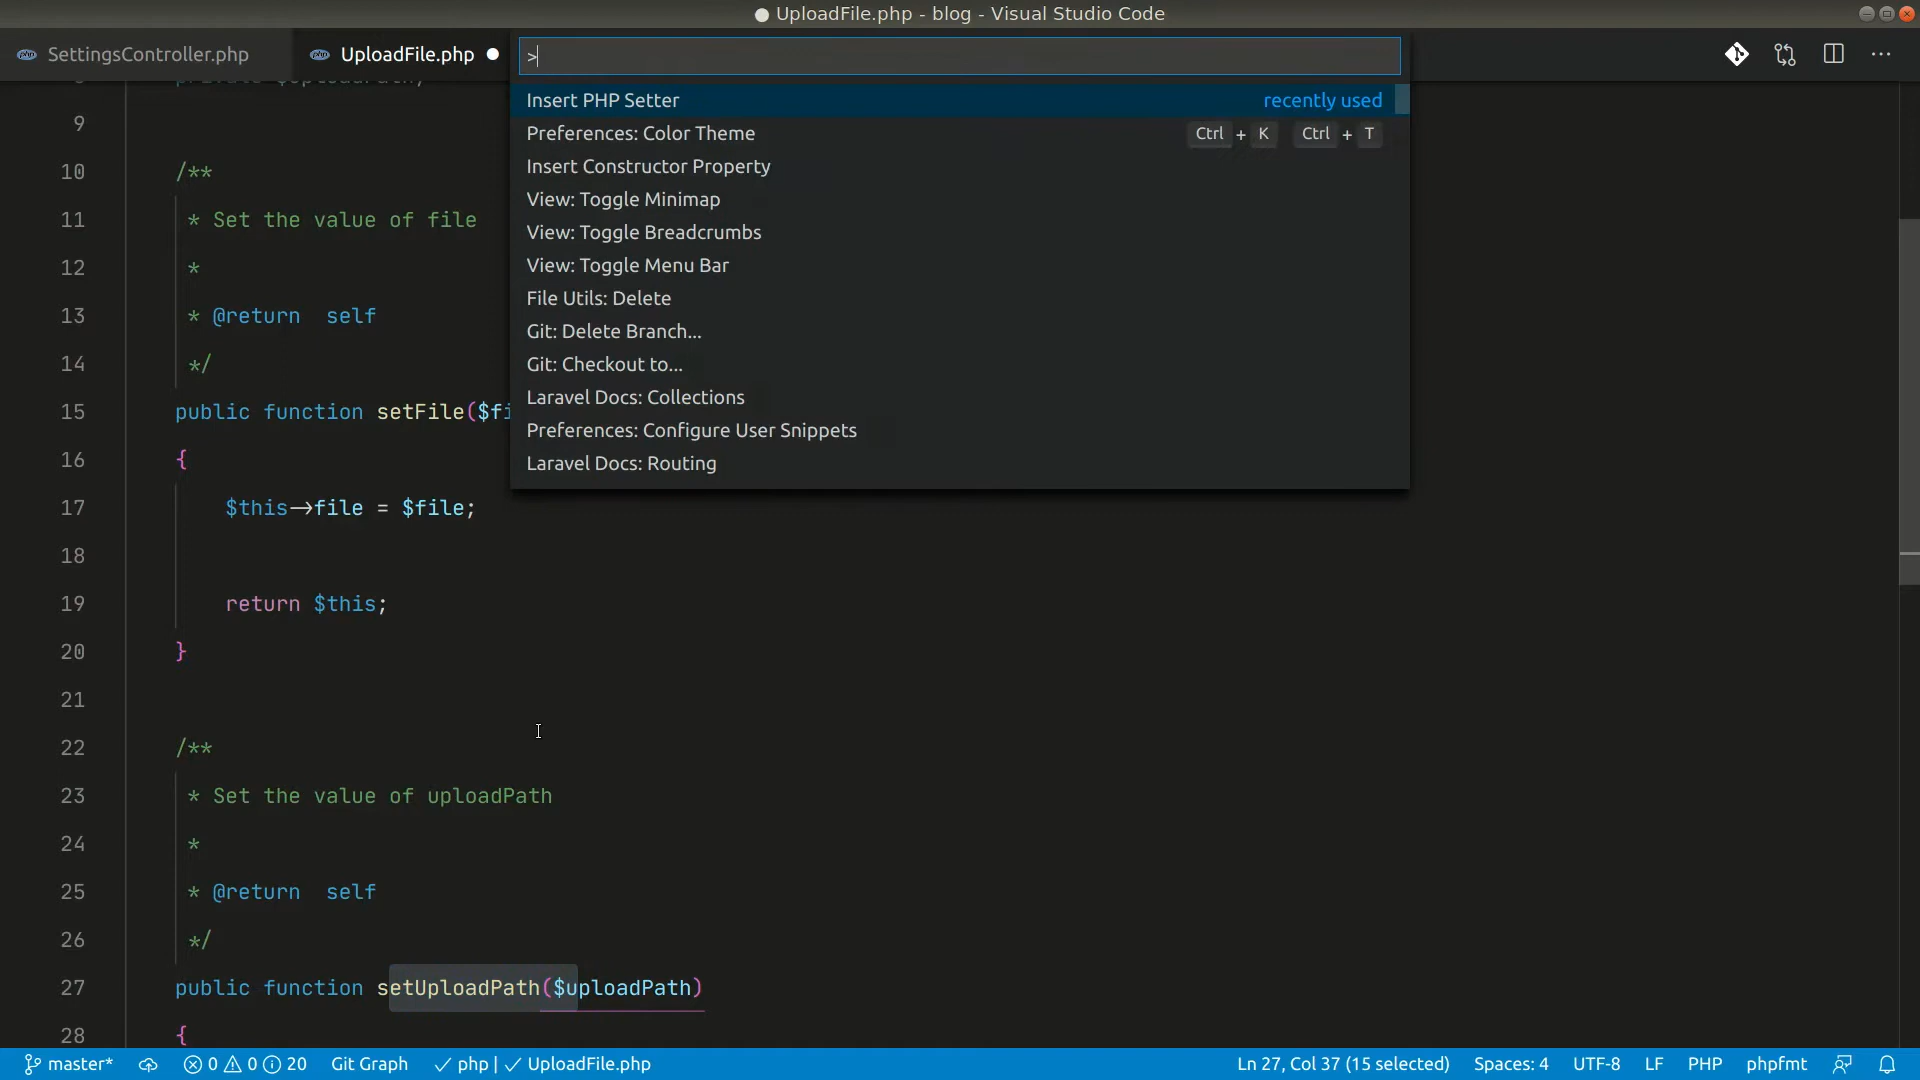 ● UploadFile.php - blog - Visual Studio Code
SettingsController.php
UploadFile.php ●
>
Insert PHP Setter recently used
Preferences: Color Theme Ctrl + K Ctrl + T
Insert Constructor Property
View: Toggle Minimap
View: Toggle Breadcrumbs
View: Toggle Menu Bar
File Utils: Delete
Git: Delete Branch...
Git: Checkout to...
Laravel Docs: Collections
Preferences: Configure User Snippets
Laravel Docs: Routing
9
10 /**
11 * Set the value of file
12 *
13 * @return  self
14 */
15 public function setFile($fi
16 {
17 $this->file = $file;
18
19 return $this;
20 }
21
22 /**
23 * Set the value of uploadPath
24 *
25 * @return  self
26 */
27 public function setUploadPath($uploadPath)
28 {
master* 0 0 20 Git Graph ✓ php | ✓ UploadFile.php Ln 27, Col 37 (15 selected) Spaces: 4 UTF-8 LF PHP phpfmt